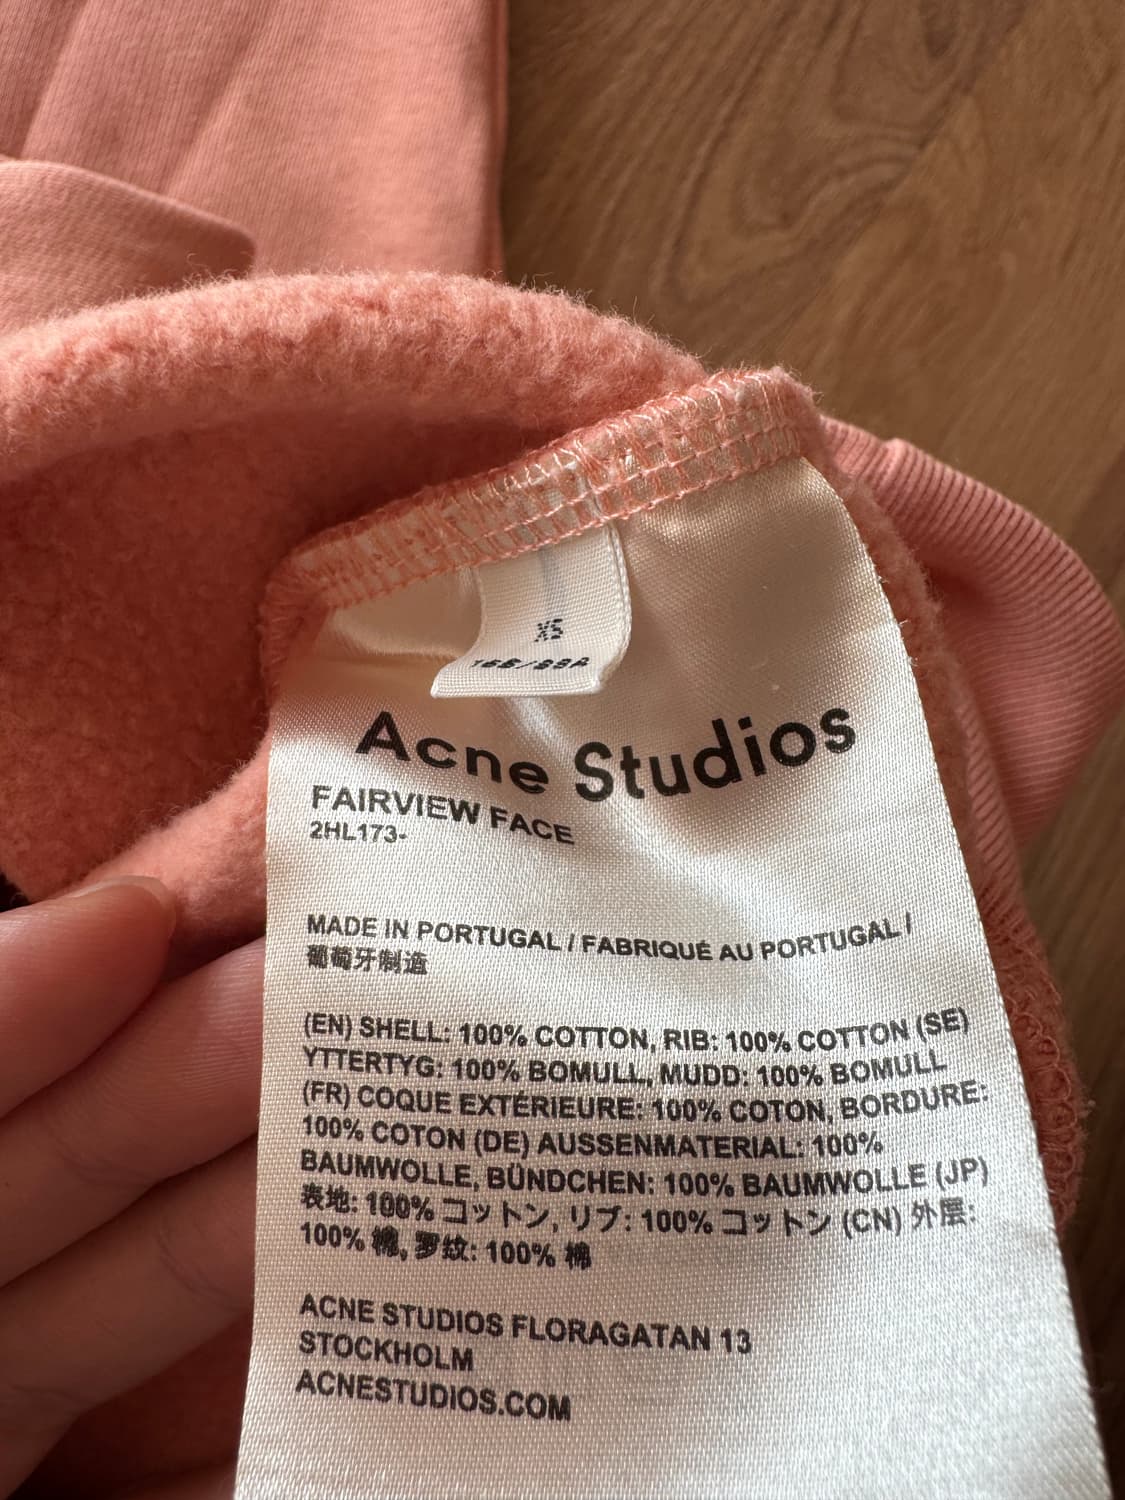 XS
Acne Studios
FAIRVIEW FACE
2HL173-
MADE IN PORTUGAL / FABRIQUÉ AU PORTUGAL /
葡萄牙制造
(EN) SHELL: 100% COTTON, RIB: 100% COTTON (SE)
YTTERTYG: 100% BOMULL, MUDD: 100% BOMULL
(FR) COQUE EXTÉRIEURE: 100% COTON, BORDURE:
100% COTON (DE) AUSSENMATERIAL: 100%
BAUMWOLLE, BÜNDCHEN: 100% BAUMWOLLE (JP)
表地: 100% コットン, リブ: 100% コットン (CN) 外层:
100% 棉, 罗纹: 100% 棉
ACNE STUDIOS FLORAGATAN 13
STOCKHOLM
ACNESTUDIOS.COM